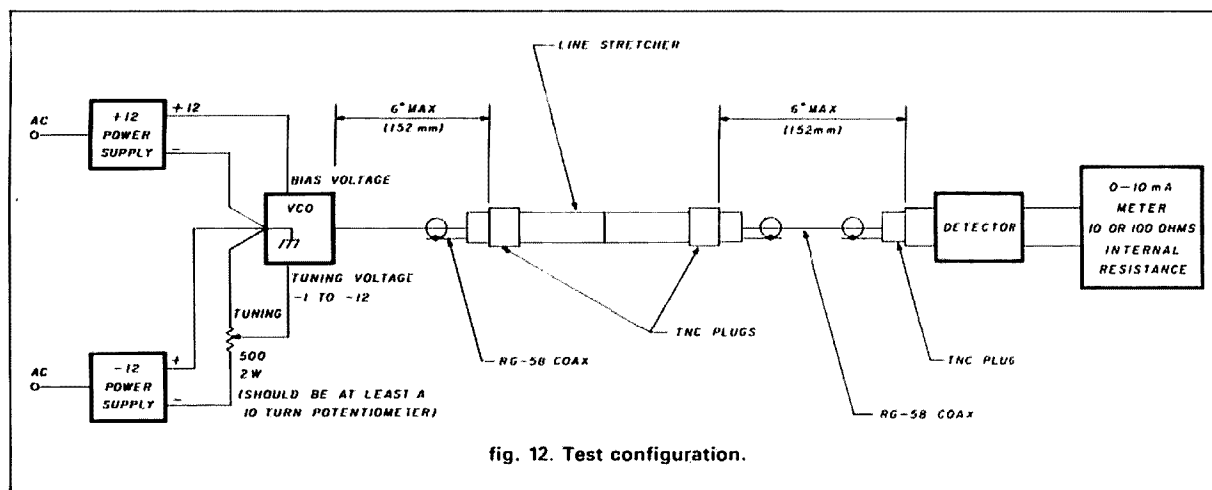 LINE STRETCHER
6" MAX
(152 mm)
6" MAX
(152mm)
AC
+12
POWER
SUPPLY
+12
-
BIAS VOLTAGE
VCO
TUNING VOLTAGE
-1 TO -12
TUNING
500
2W
(SHOULD BE AT LEAST A
10 TURN POTENTIOMETER)
AC
-12
POWER
SUPPLY
+
-
RG-58 COAX
TNC PLUGS
RG-58 COAX
TNC PLUG
DETECTOR
0-10 mA
METER
10 OR 100 OHMS
INTERNAL
RESISTANCE
fig. 12. Test configuration.